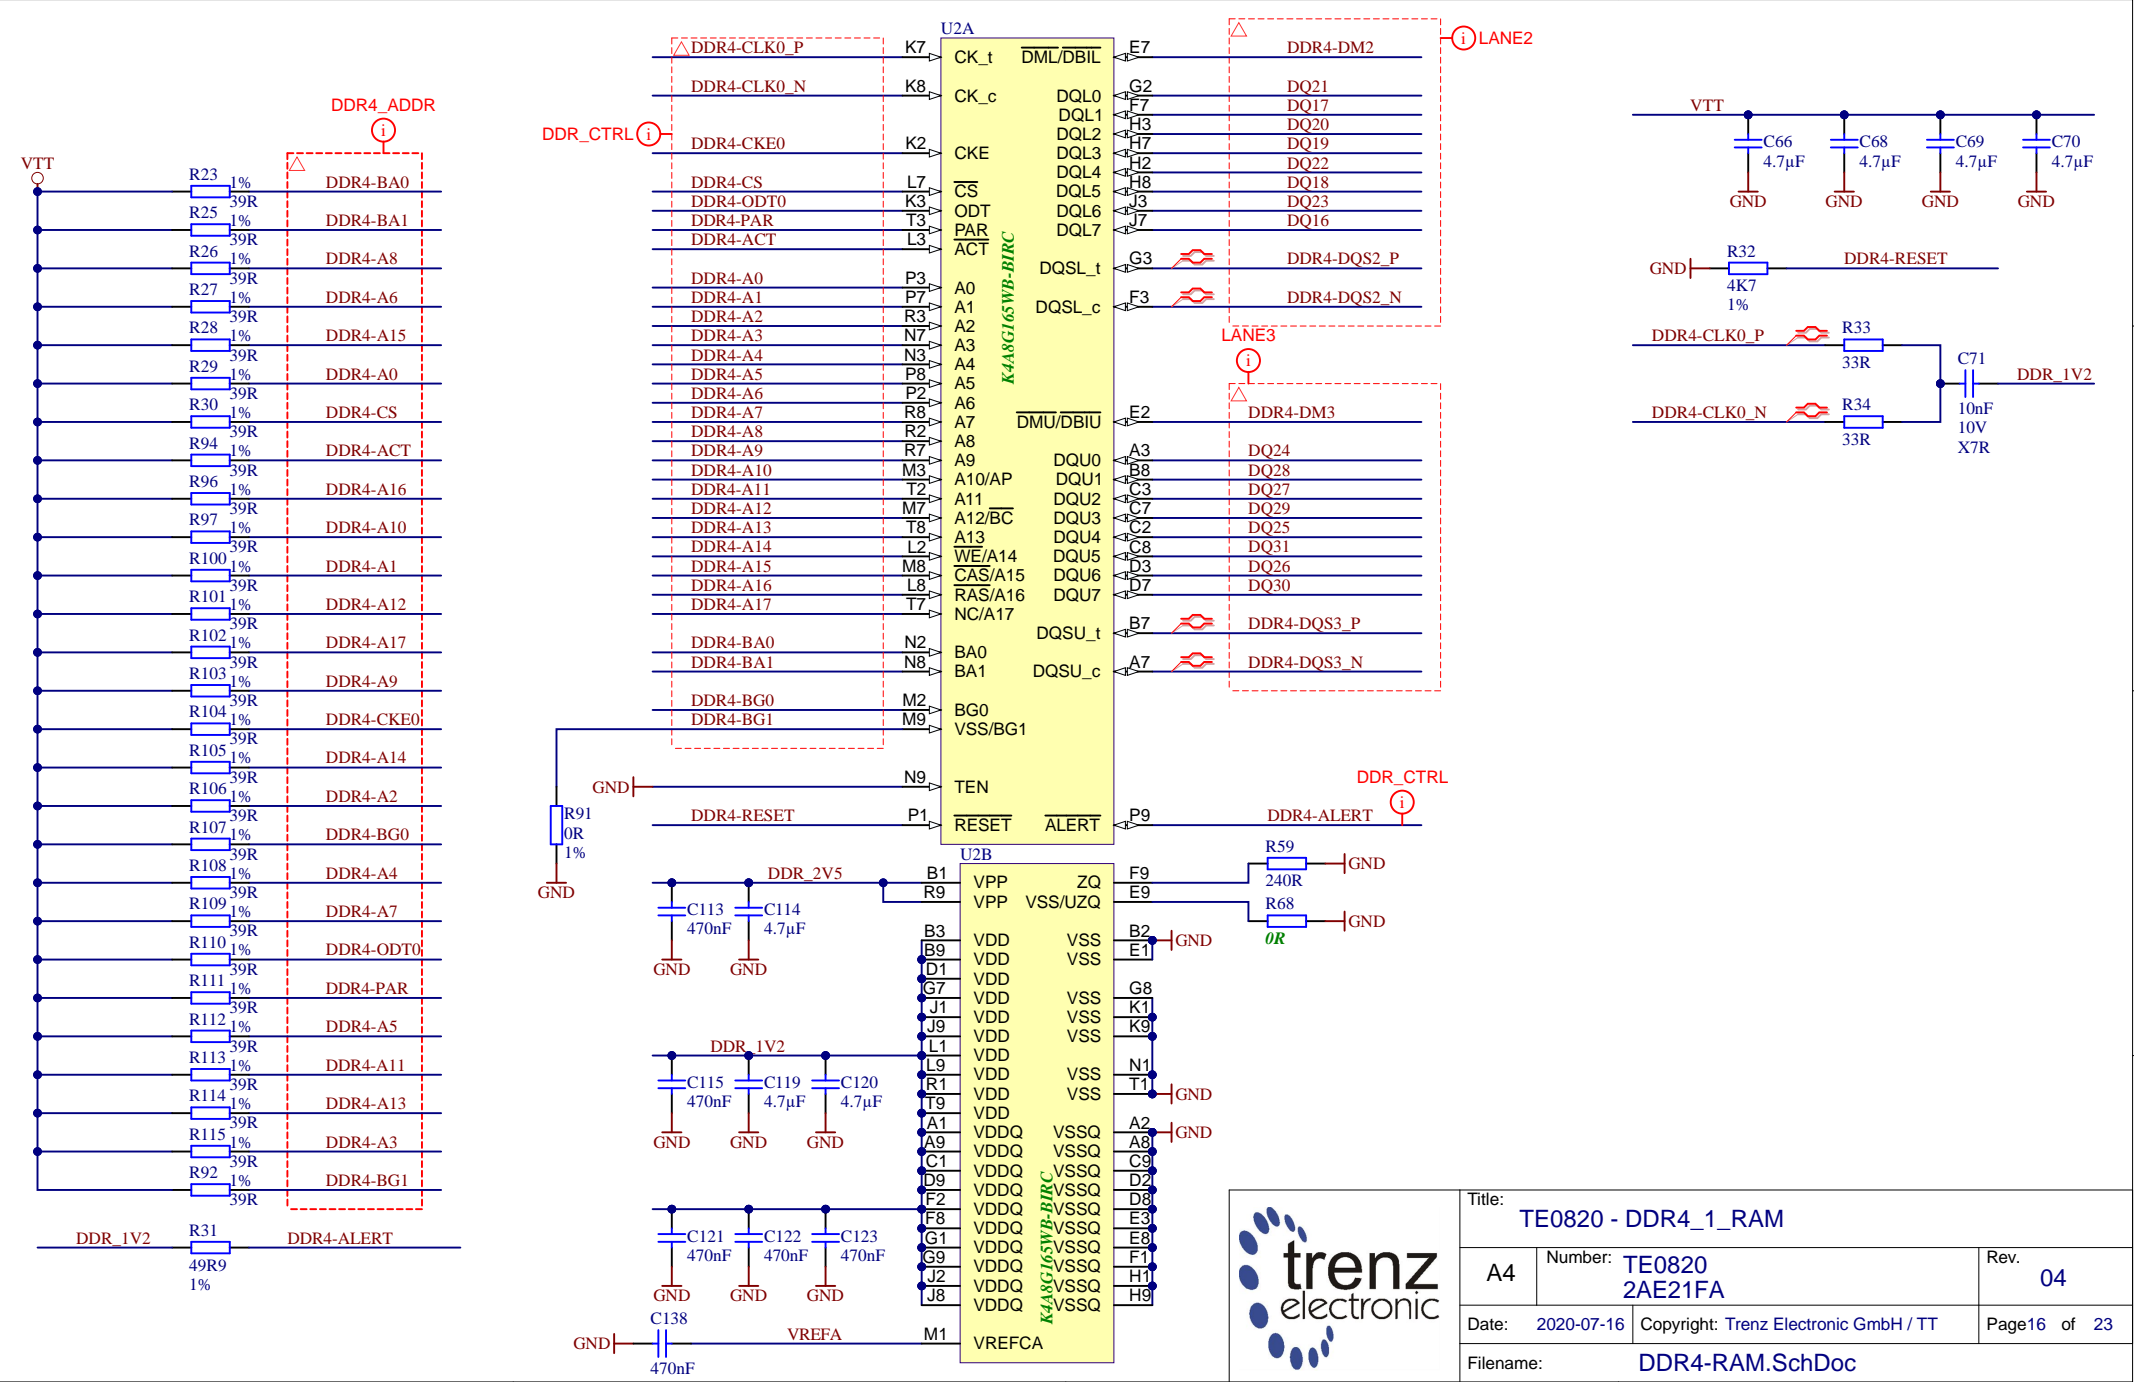 VTT
DDR4_ADDR
R23 1% 39R DDR4-BA0
R25 1% 39R DDR4-BA1
R26 1% 39R DDR4-A8
R27 1% 39R DDR4-A6
R28 1% 39R DDR4-A15
R29 1% 39R DDR4-A0
R30 1% 39R DDR4-CS
R94 1% 39R DDR4-ACT
R96 1% 39R DDR4-A16
R97 1% 39R DDR4-A10
R100 1% 39R DDR4-A1
R101 1% 39R DDR4-A12
R102 1% 39R DDR4-A17
R103 1% 39R DDR4-A9
R104 1% 39R DDR4-CKE0
R105 1% 39R DDR4-A14
R106 1% 39R DDR4-A2
R107 1% 39R DDR4-BG0
R108 1% 39R DDR4-A4
R109 1% 39R DDR4-A7
R110 1% 39R DDR4-ODT0
R111 1% 39R DDR4-PAR
R112 1% 39R DDR4-A5
R113 1% 39R DDR4-A11
R114 1% 39R DDR4-A13
R115 1% 39R DDR4-A3
R92 1% 39R DDR4-BG1
DDR_1V2 R31 49R9 1% DDR4-ALERT
U2A
K4A8G165WB-BIRC
DDR_CTRL
DDR4-CLK0_P K7 CK_t
DDR4-CLK0_N K8 CK_c
DDR4-CKE0 K2 CKE
DDR4-CS L7 CS
DDR4-ODT0 K3 ODT
DDR4-PAR T3 PAR
DDR4-ACT L3 ACT
DDR4-A0 P3 A0
DDR4-A1 P7 A1
DDR4-A2 R3 A2
DDR4-A3 N7 A3
DDR4-A4 N3 A4
DDR4-A5 P8 A5
DDR4-A6 P2 A6
DDR4-A7 R8 A7
DDR4-A8 R2 A8
DDR4-A9 R7 A9
DDR4-A10 M3 A10/AP
DDR4-A11 T2 A11
DDR4-A12 M7 A12/BC
DDR4-A13 T8 A13
DDR4-A14 L2 WE/A14
DDR4-A15 M8 CAS/A15
DDR4-A16 L8 RAS/A16
DDR4-A17 T7 NC/A17
DDR4-BA0 N2 BA0
DDR4-BA1 N8 BA1
DDR4-BG0 M2 BG0
DDR4-BG1 M9 VSS/BG1
R91 0R 1% GND
GND N9 TEN
DDR4-RESET P1 RESET
LANE2
DML/DBIL E7 DDR4-DM2
DQL0 G2 DQ21
DQL1 F7 DQ17
DQL2 H3 DQ20
DQL3 H7 DQ19
DQL4 H2 DQ22
DQL5 H8 DQ18
DQL6 J3 DQ23
DQL7 J7 DQ16
DQSL_t G3 DDR4-DQS2_P
DQSL_c F3 DDR4-DQS2_N
LANE3
DMU/DBIU E2 DDR4-DM3
DQU0 A3 DQ24
DQU1 B8 DQ28
DQU2 C3 DQ27
DQU3 C7 DQ29
DQU4 C2 DQ25
DQU5 C8 DQ31
DQU6 D3 DQ26
DQU7 D7 DQ30
DQSU_t B7 DDR4-DQS3_P
DQSU_c A7 DDR4-DQS3_N
DDR_CTRL
ALERT P9 DDR4-ALERT
U2B
K4A8G165WB-BIRC
DDR_2V5 B1 VPP
R9 VPP
C113 470nF GND
C114 4.7µF GND
B3 VDD
B9 VDD
D1 VDD
G7 VDD
J1 VDD
J9 VDD
DDR_1V2 L1 VDD
L9 VDD
R1 VDD
T9 VDD
C115 470nF GND
C119 4.7µF GND
C120 4.7µF GND
A1 VDDQ
A9 VDDQ
C1 VDDQ
D9 VDDQ
F2 VDDQ
F8 VDDQ
G1 VDDQ
G9 VDDQ
J2 VDDQ
J8 VDDQ
C121 470nF GND
C122 470nF GND
C123 470nF GND
GND C138 470nF VREFA M1 VREFCA
ZQ F9 R59 240R GND
VSS/UZQ E9 R68 0R GND
VSS B2 GND
VSS E1
VSS G8
VSS K1
VSS K9
VSS N1
VSS T1 GND
VSSQ A2 GND
VSSQ A8
VSSQ C9
VSSQ D2
VSSQ D8
VSSQ E3
VSSQ E8
VSSQ F1
VSSQ H1
VSSQ H9
VTT
C66 4.7µF GND
C68 4.7µF GND
C69 4.7µF GND
C70 4.7µF GND
GND R32 4K7 1% DDR4-RESET
DDR4-CLK0_P R33 33R
DDR4-CLK0_N R34 33R
C71 10nF 10V X7R DDR_1V2
trenz
electronic
Title:
TE0820 - DDR4_1_RAM
A4
Number: TE0820
2AE21FA
Rev.
04
Date: 2020-07-16
Copyright: Trenz Electronic GmbH / TT
Page16 of 23
Filename: DDR4-RAM.SchDoc